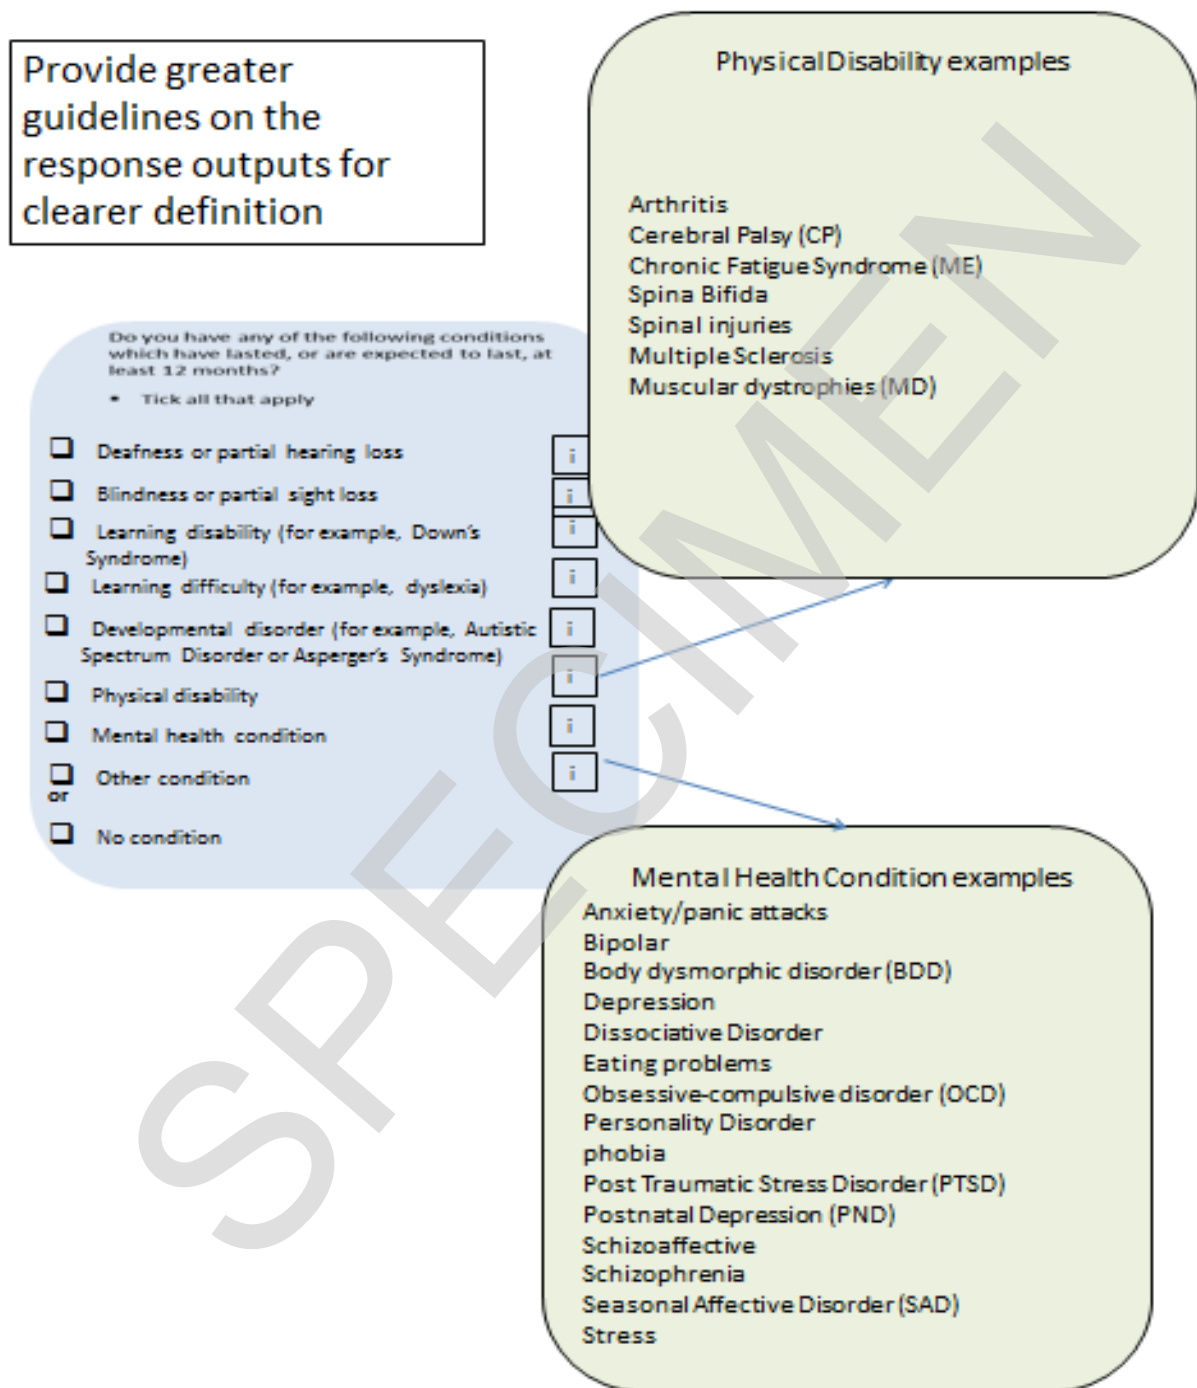 Provide greater
guidelines on the
response outputs for
clearer definition
Physical Disability examples
Arthritis
Cerebral Palsy (CP)
Chronic Fatigue Syndrome (ME)
Spina Bifida
Spinal injuries
Multiple Sclerosis
Muscular dystrophies (MD)
Do you have any of the following conditions
which have lasted, or are expected to last, at
least 12 months?
• Tick all that apply
Deafness or partial hearing loss i
Blindness or partial sight loss i
Learning disability (for example, Down's i
Syndrome)
Learning difficulty (for example, dyslexia) i
Developmental disorder (for example, Autistic i
Spectrum Disorder or Asperger's Syndrome)
Physical disability i
Mental health condition i
Other condition i
or
No condition
Mental Health Condition examples
Anxiety/panic attacks
Bipolar
Body dysmorphic disorder (BDD)
Depression
Dissociative Disorder
Eating problems
Obsessive-compulsive disorder (OCD)
Personality Disorder
phobia
Post Traumatic Stress Disorder (PTSD)
Postnatal Depression (PND)
Schizoaffective
Schizophrenia
Seasonal Affective Disorder (SAD)
Stress
SPECIMEN